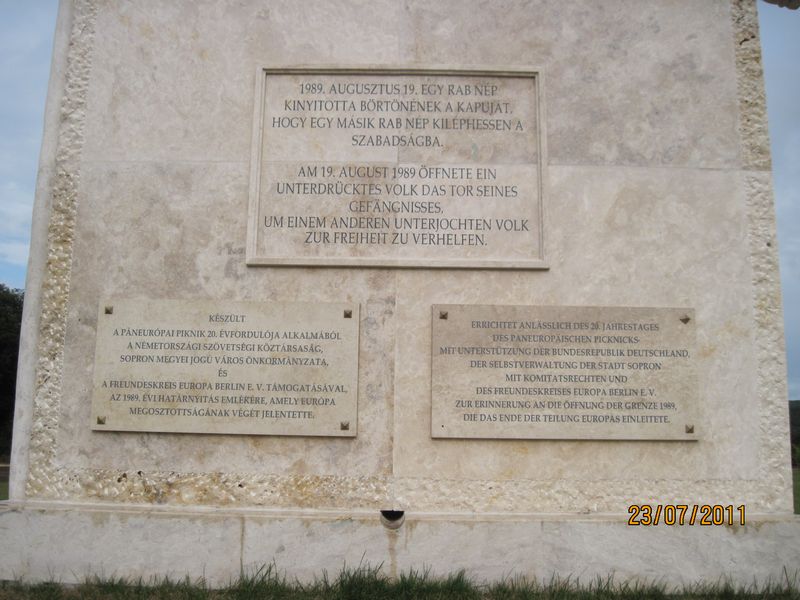 1989. AUGUSZTUS 19. EGY RAB NÉP
KINYITOTTA BÖRTÖNÉNEK A KAPUJÁT,
HOGY EGY MÁSIK RAB NÉP KILÉPHESSEN A
SZABADSÁGBA.
AM 19. AUGUST 1989 ÖFFNETE EIN
UNTERDRÜCKTES VOLK DAS TOR SEINES
GEFÄNGNISSES,
UM EINEM ANDEREN UNTERJOCHTEN VOLK
ZUR FREIHEIT ZU VERHELFEN.
KÉSZÜLT
A PÁNEURÓPAI PIKNIK 20. ÉVFORDULÓJA ALKALMÁBÓL
A NÉMETORSZÁGI SZÖVETSÉGI KÖZTÁRSASÁG,
SOPRON MEGYEI JOGÚ VÁROS ÖNKORMÁNYZATA,
ÉS
A FREUNDESKREIS EUROPA BERLIN E. V. TÁMOGATÁSÁVAL,
AZ 1989. ÉVI HATÁRNYITÁS EMLÉKÉRE, AMELY EURÓPA
MEGOSZTOTTSÁGÁNAK VÉGÉT JELENTETTE.
ERRICHTET ANLÄSSLICH DES 20. JAHRESTAGES
DES PANEUROPÄISCHEN PICKNICKS
MIT UNTERSTÜTZUNG DER BUNDESREPUBLIK DEUTSCHLAND,
DER SELBSTVERWALTUNG DER STADT SOPRON
MIT KOMITATSRECHTEN UND
DES FREUNDESKREISES EUROPA BERLIN E. V.
ZUR ERINNERUNG AN DIE ÖFFNUNG DER GRENZE 1989,
DIE DAS ENDE DER TEILUNG EUROPAS EINLEITETE.
23/07/2011